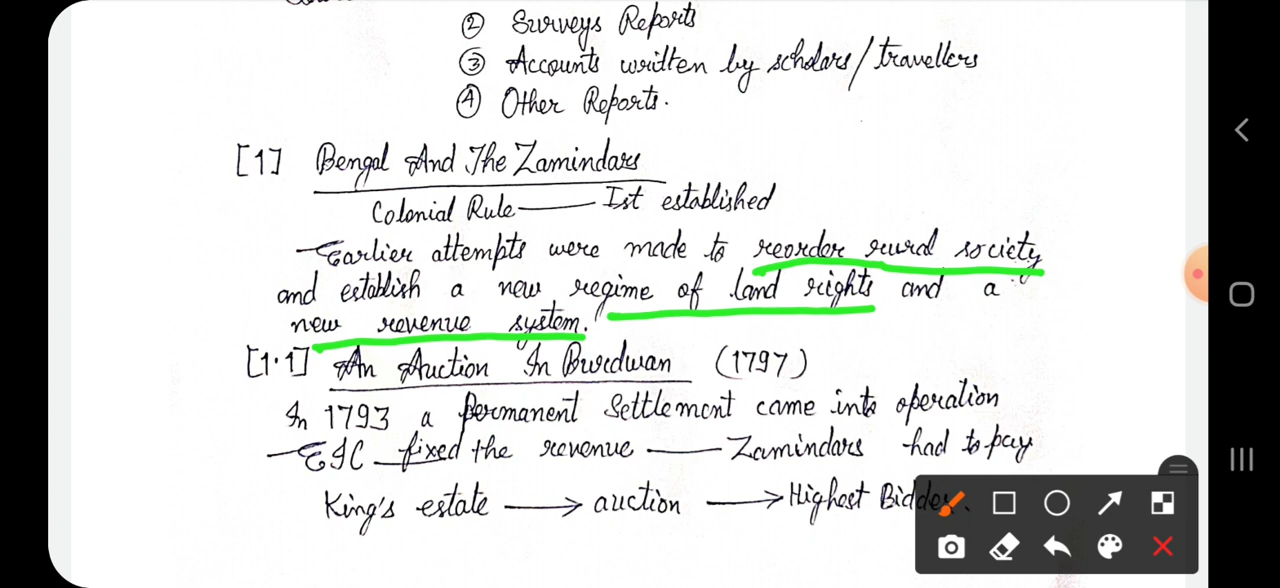 ② Surveys Reports
③ Accounts written by scholars/travellers
④ Other Reports.
[1] Bengal And The Zamindars
Colonial Rule —— Ist established
— Earlier attempts were made to reorder rural society
and establish a new regime of land rights and a
new revenue system.
[1.1] An Auction In Burdwan (1797)
In 1793 a Permanent Settlement came into operation
— EIC fixed the revenue —— Zamindars had to pay
King's estate → auction → Highest Bidder.